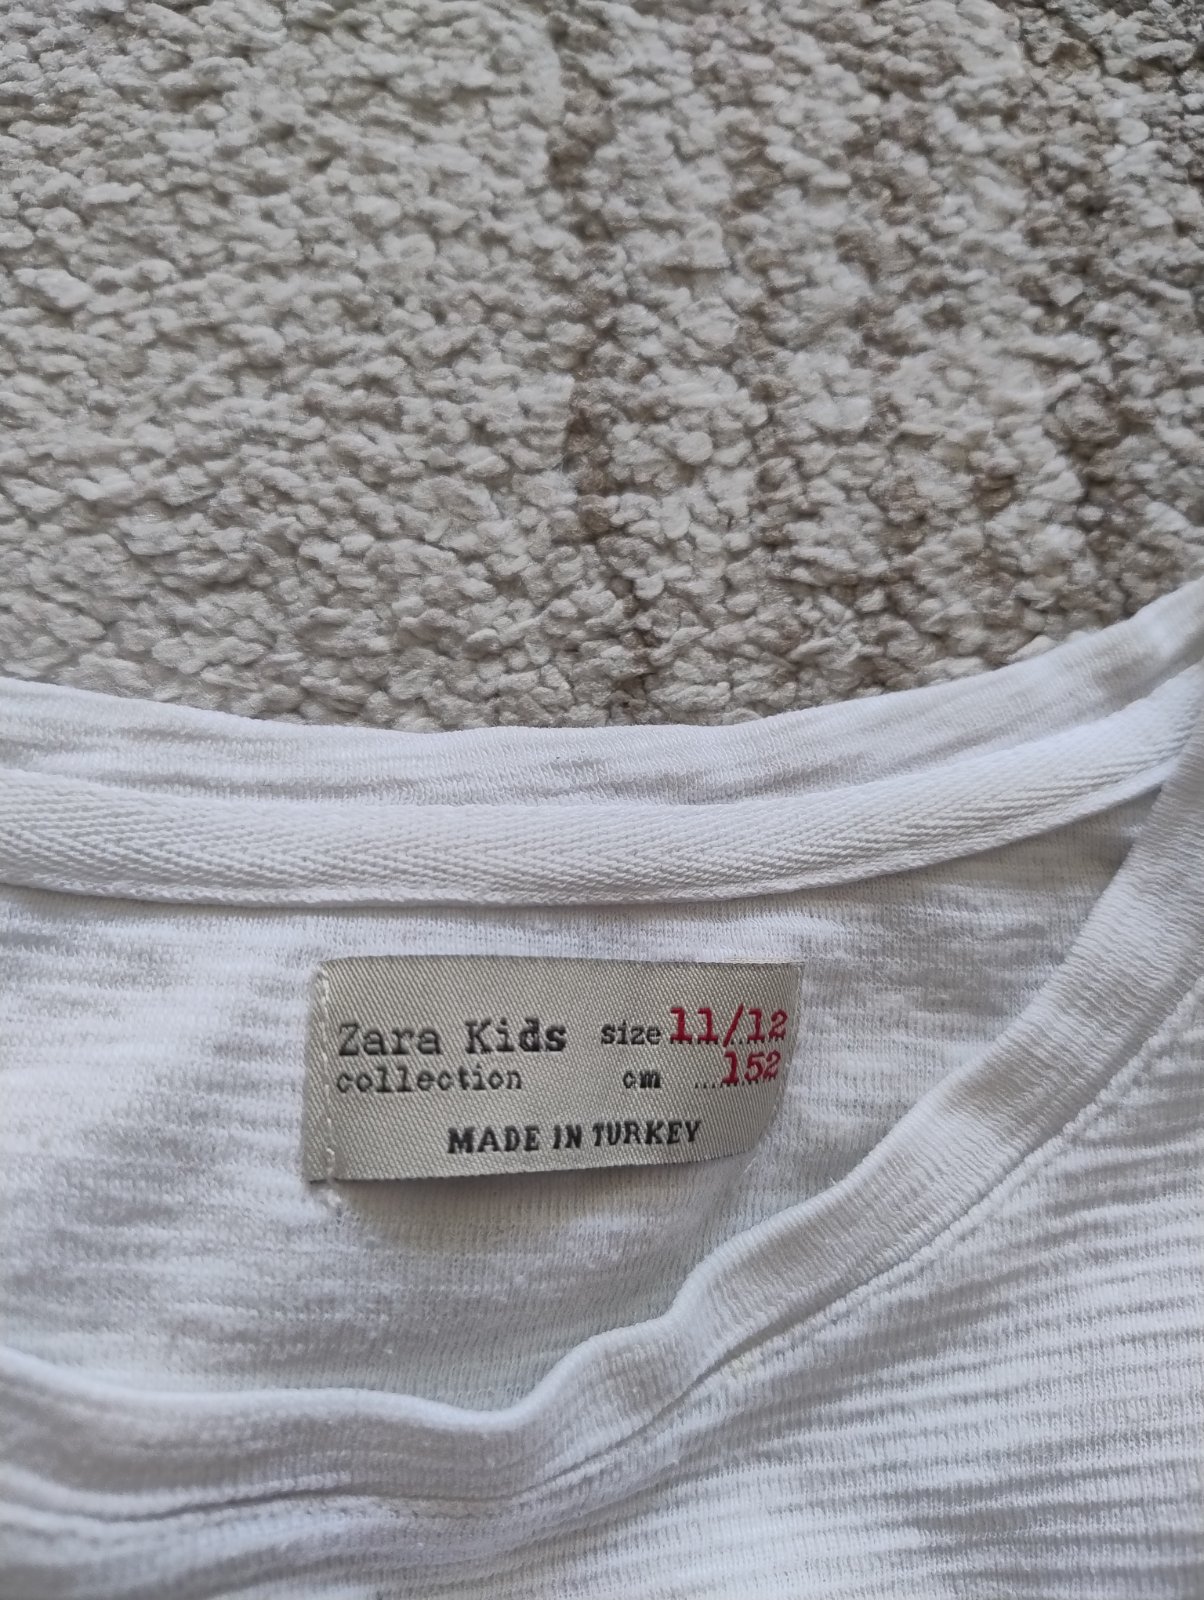 Zara Kids size 11/12
collection cm ....152
MADE IN TURKEY